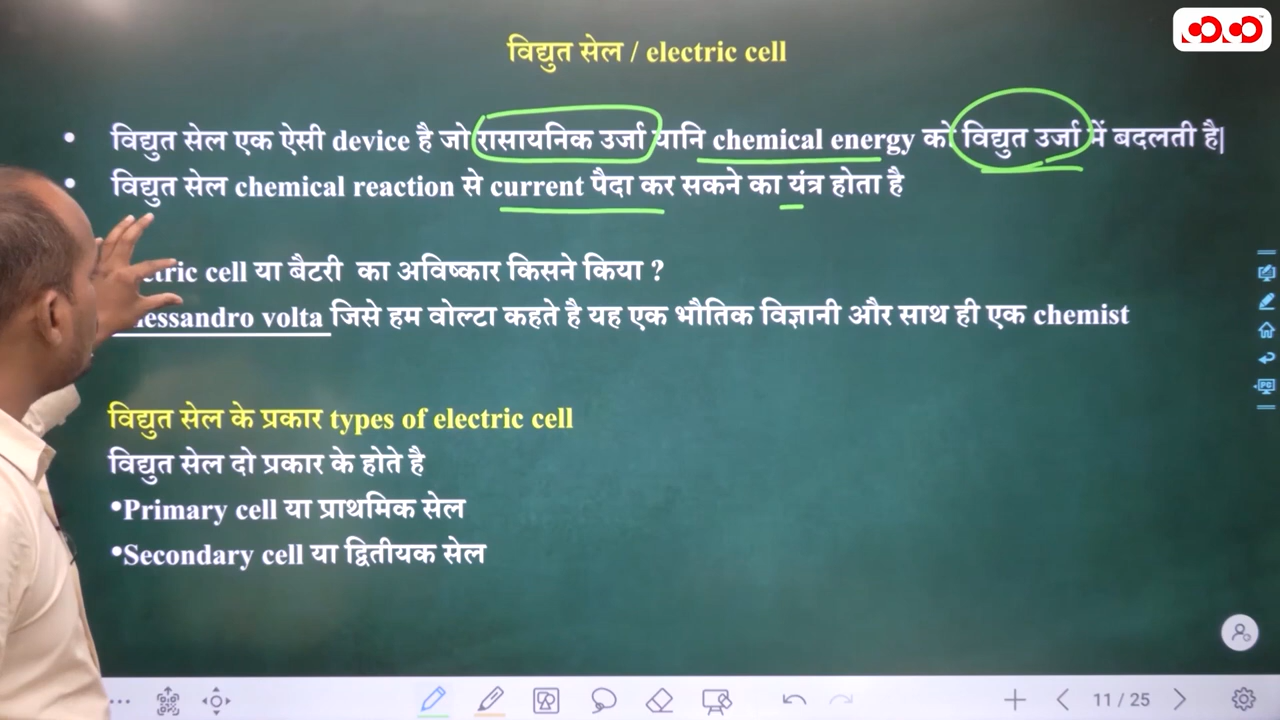 विद्युत सेल / electric cell
• विद्युत सेल एक ऐसी device है जो रासायनिक उर्जा यानि chemical energy को विद्युत उर्जा में बदलती है|
• विद्युत सेल chemical reaction से current पैदा कर सकने का यंत्र होता है
cell या बैटरी का अविष्कार किसने किया ?
volta जिसे हम वोल्टा कहते है यह एक भौतिक विज्ञानी और साथ ही एक chemist
विद्युत सेल के प्रकार types of electric cell
विद्युत सेल दो प्रकार के होते है
•Primary cell या प्राथमिक सेल
•Secondary cell या द्वितीयक सेल
11 / 25